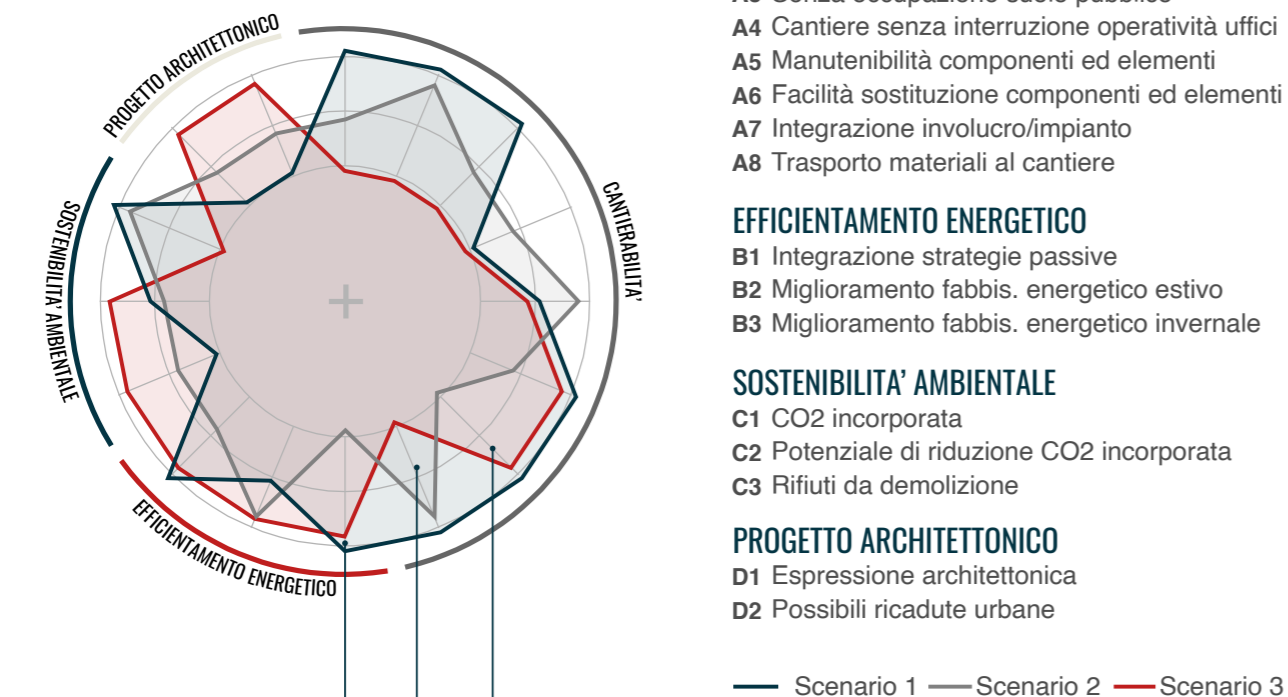 PROGETTO ARCHITETTONICO
SOSTENIBILITA' AMBIENTALE
EFFICIENTAMENTO ENERGETICO
CANTIERABILITA'
A4 Cantiere senza interruzione operatività uffici
A5 Manutenibilità componenti ed elementi
A6 Facilità sostituzione componenti ed elementi
A7 Integrazione involucro/impianto
A8 Trasporto materiali al cantiere
EFFICIENTAMENTO ENERGETICO
B1 Integrazione strategie passive
B2 Miglioramento fabbis. energetico estivo
B3 Miglioramento fabbis. energetico invernale
SOSTENIBILITA' AMBIENTALE
C1 CO2 incorporata
C2 Potenziale di riduzione CO2 incorporata
C3 Rifiuti da demolizione
PROGETTO ARCHITETTONICO
D1 Espressione architettonica
D2 Possibili ricadute urbane
Scenario 1 Scenario 2 Scenario 3